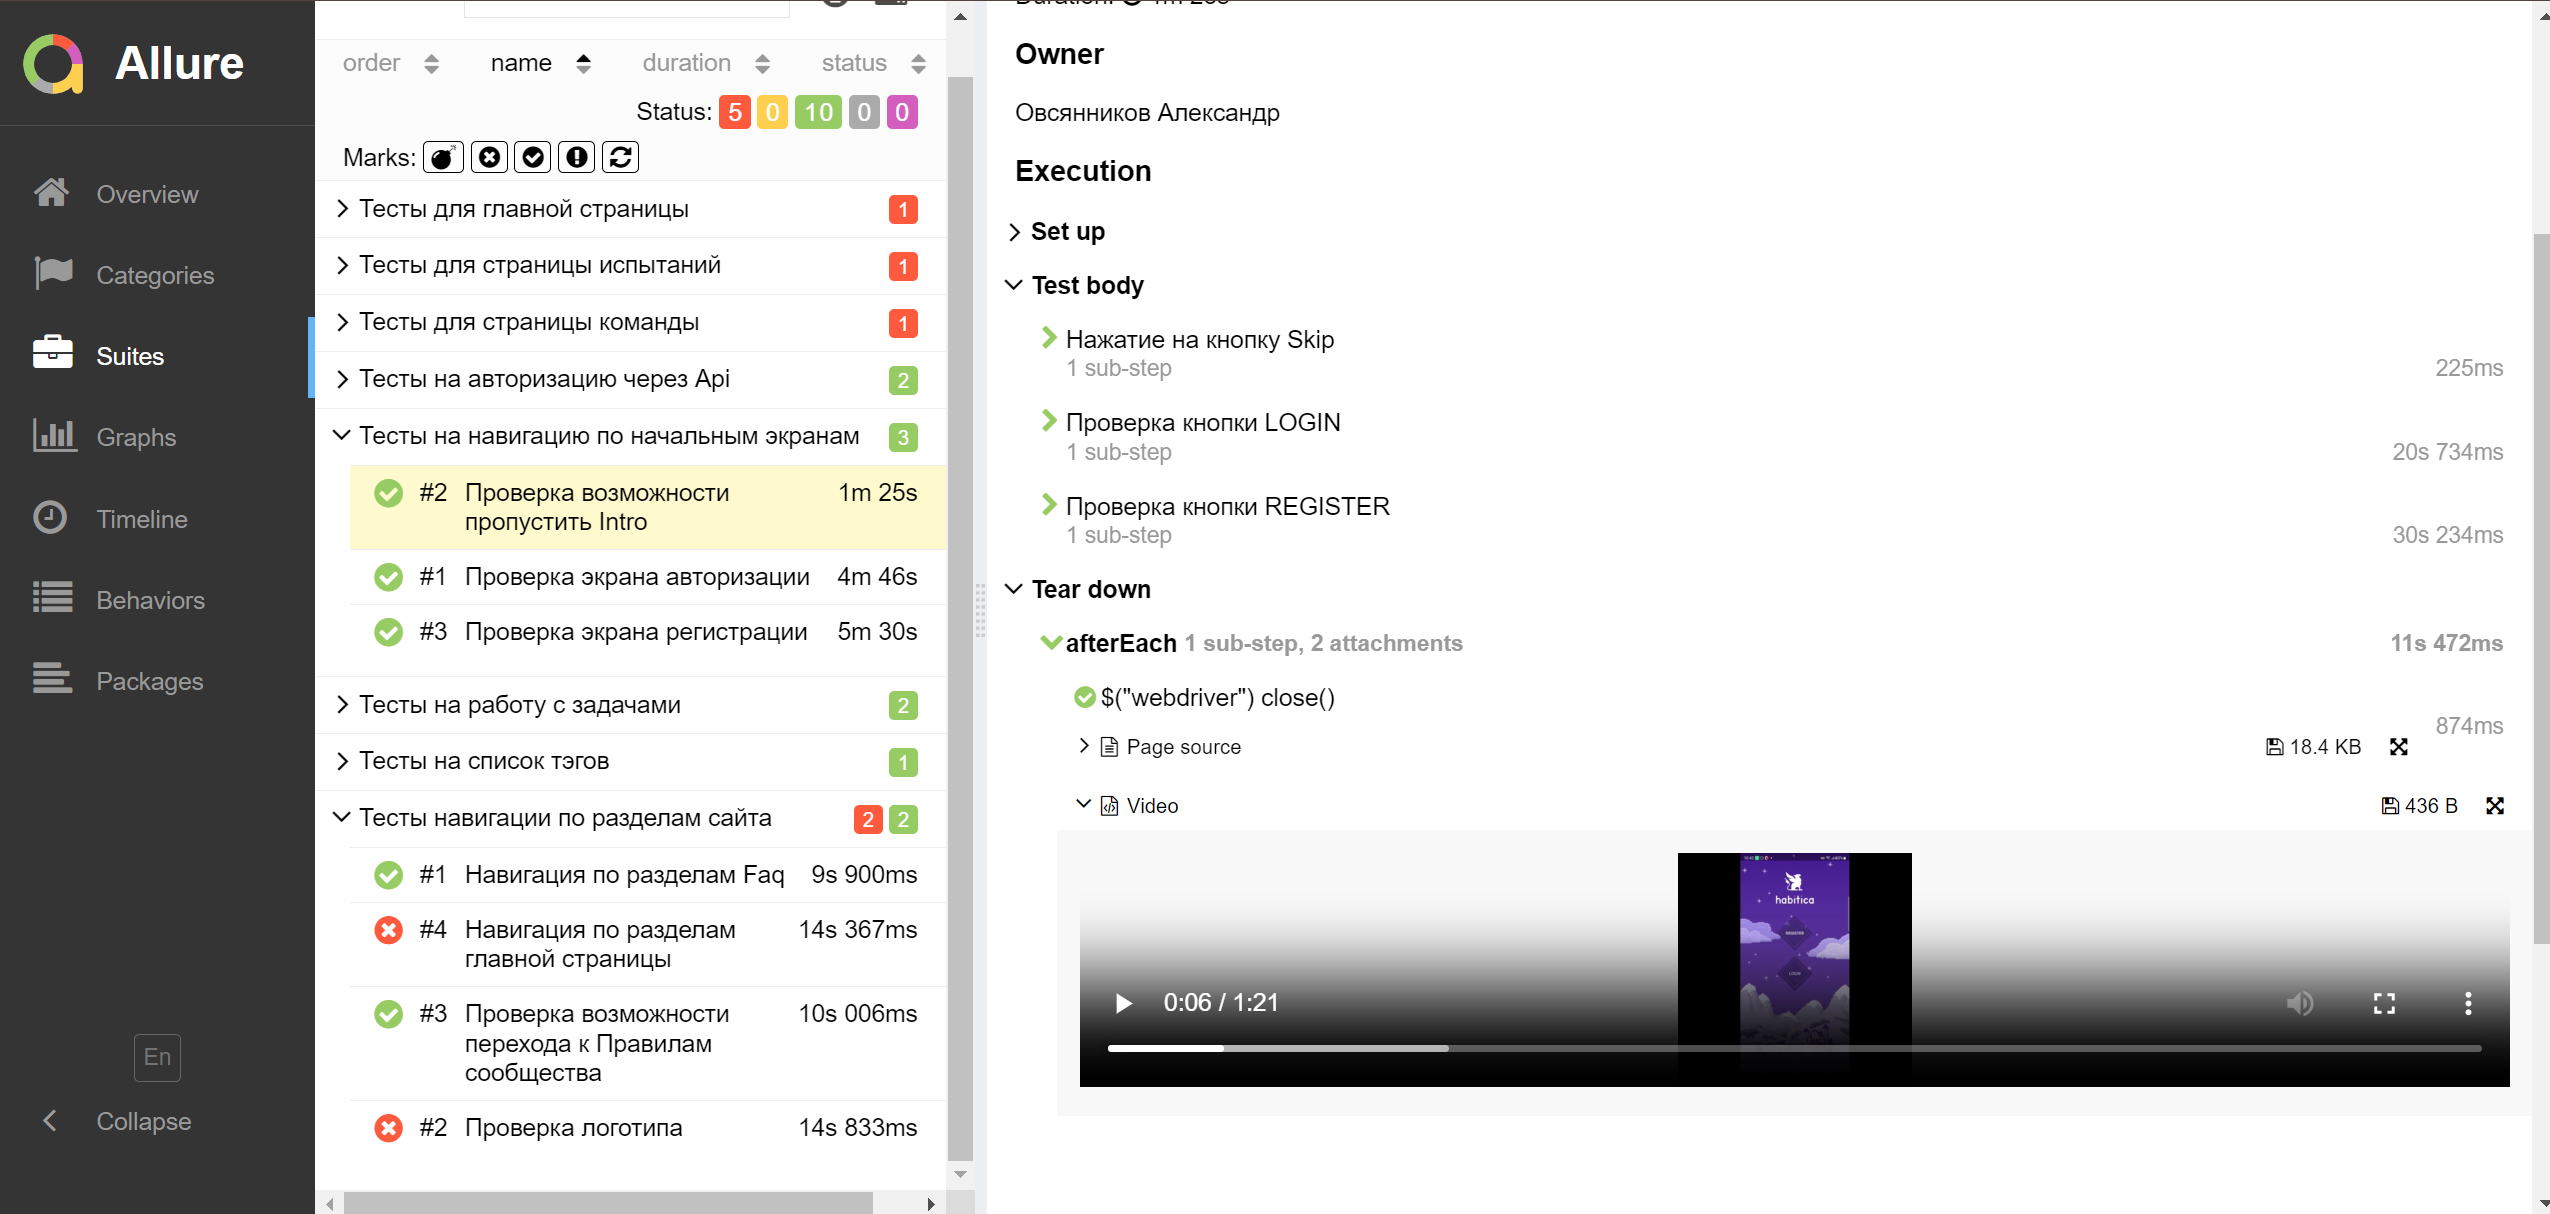 Allure
Overview
Categories
Suites
Graphs
Timeline
Behaviors
Packages
En
Collapse
order name duration status
Status: 5 0 10 0 0
Marks:
Тесты для главной страницы 1
Тесты для страницы испытаний 1
Тесты для страницы команды 1
Тесты на авторизацию через Api 2
Тесты на навигацию по начальным экранам 3
#2 Проверка возможности 1m 25s
пропустить Intro
#1 Проверка экрана авторизации 4m 46s
#3 Проверка экрана регистрации 5m 30s
Тесты на работу с задачами 2
Тесты на список тэгов 1
Тесты навигации по разделам сайта 2 2
#1 Навигация по разделам Faq 9s 900ms
#4 Навигация по разделам 14s 367ms
главной страницы
#3 Проверка возможности 10s 006ms
перехода к Правилам
сообщества
#2 Проверка логотипа 14s 833ms
Owner
Овсянников Александр
Execution
Set up
Test body
Нажатие на кнопку Skip
1 sub-step 225ms
Проверка кнопки LOGIN
1 sub-step 20s 734ms
Проверка кнопки REGISTER
1 sub-step 30s 234ms
Tear down
afterEach 1 sub-step, 2 attachments 11s 472ms
$("webdriver") close()
874ms
Page source 18.4 KB
Video 436 B
habitica
REGISTER
LOGIN
0:06 / 1:21